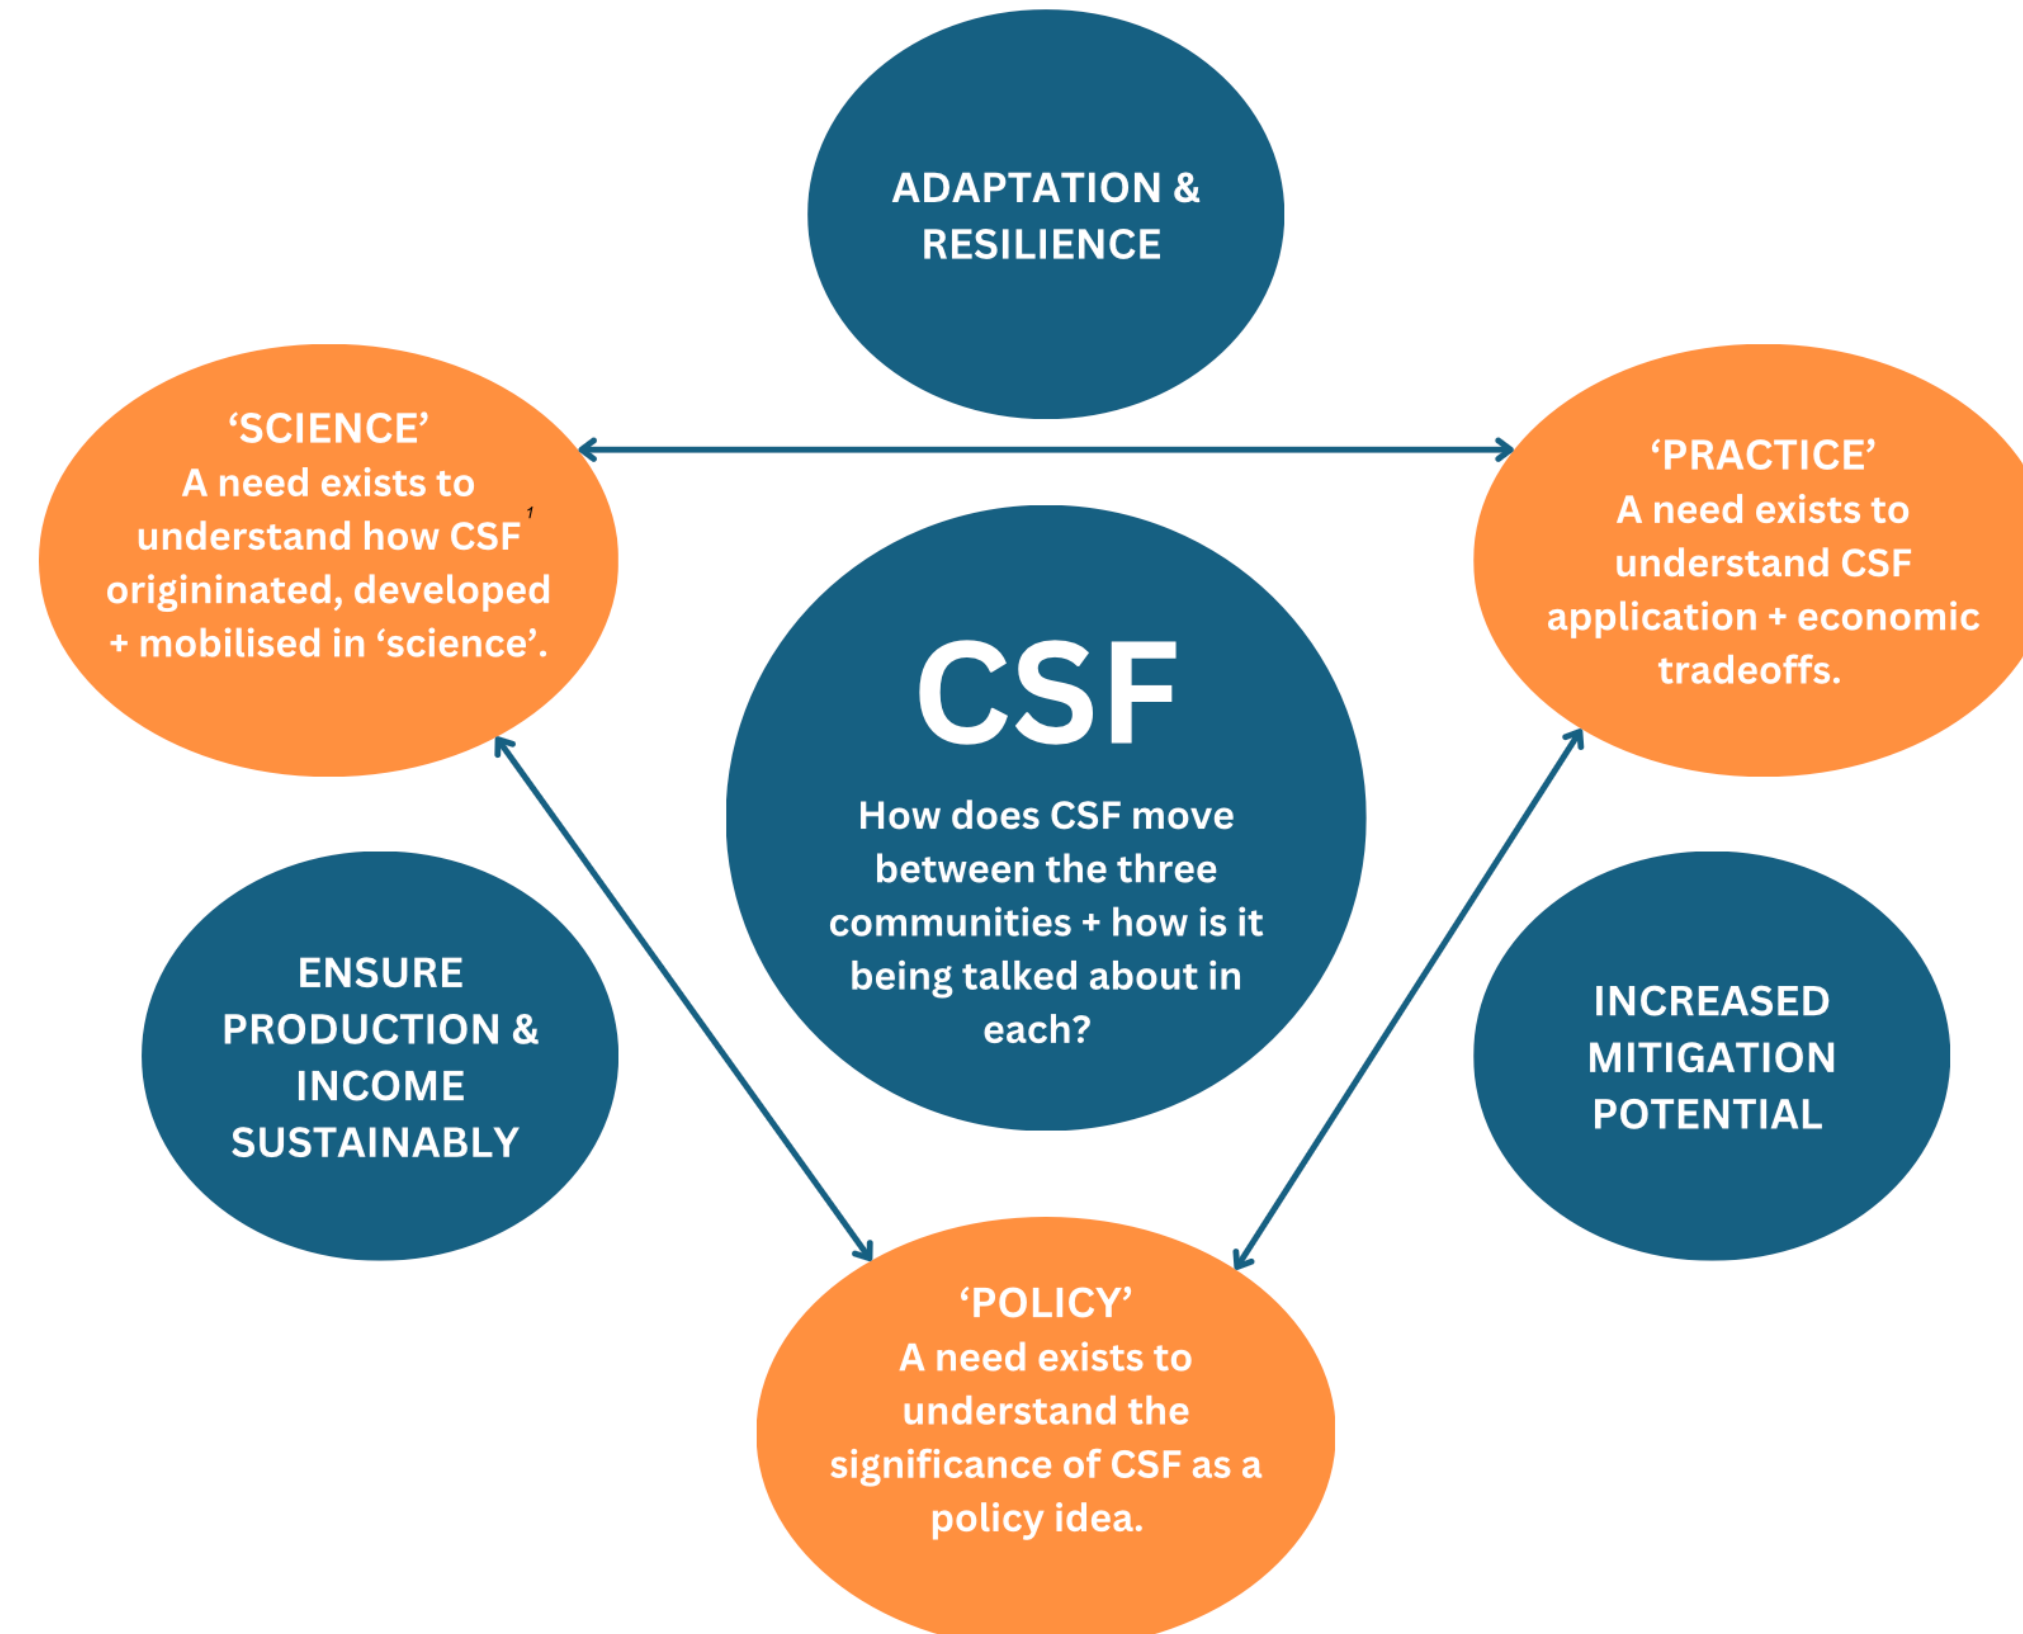 ADAPTATION &
RESILIENCE
‘SCIENCE’
A need exists to
understand how CSF 1
origininated, developed
+ mobilised in ‘science’.
‘PRACTICE’
A need exists to
understand CSF
application + economic
tradeoffs.
CSF
How does CSF move
between the three
communities + how is it
being talked about in
each?
ENSURE
PRODUCTION &
INCOME
SUSTAINABLY
INCREASED
MITIGATION
POTENTIAL
‘POLICY’
A need exists to
understand the
significance of CSF as a
policy idea.